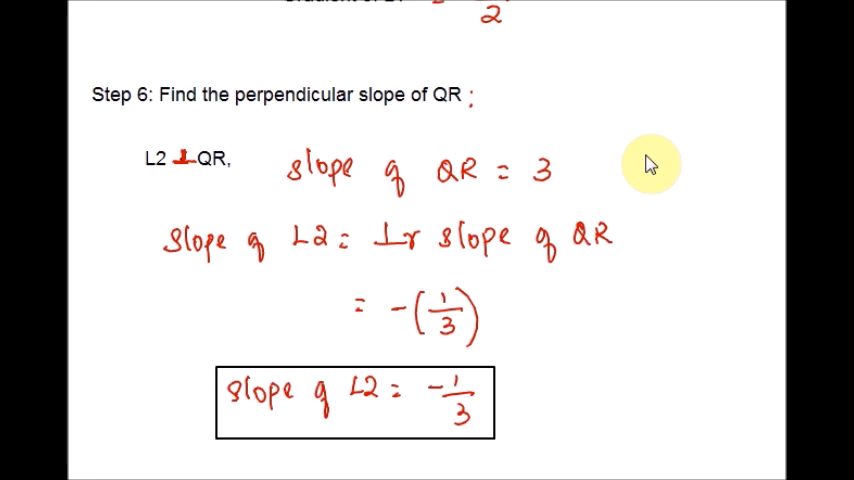 2
Step 6: Find the perpendicular slope of QR :
L2 ⊥ QR, slope of QR = 3
slope of L2 = ⊥r slope of QR
= -(1/3)
slope of L2 = -1/3